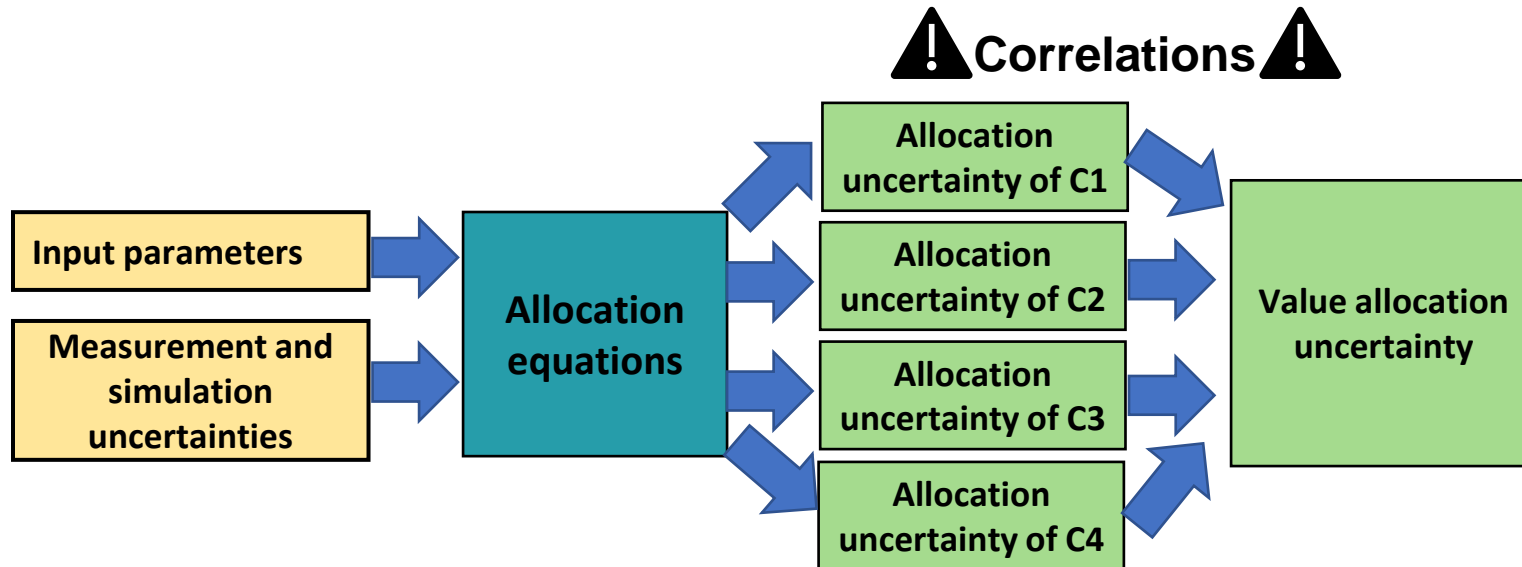 Correlations
Input parameters
Measurement and
simulation
uncertainties
Allocation
equations
Allocation
uncertainty of C1
Allocation
uncertainty of C2
Allocation
uncertainty of C3
Allocation
uncertainty of C4
Value allocation
uncertainty